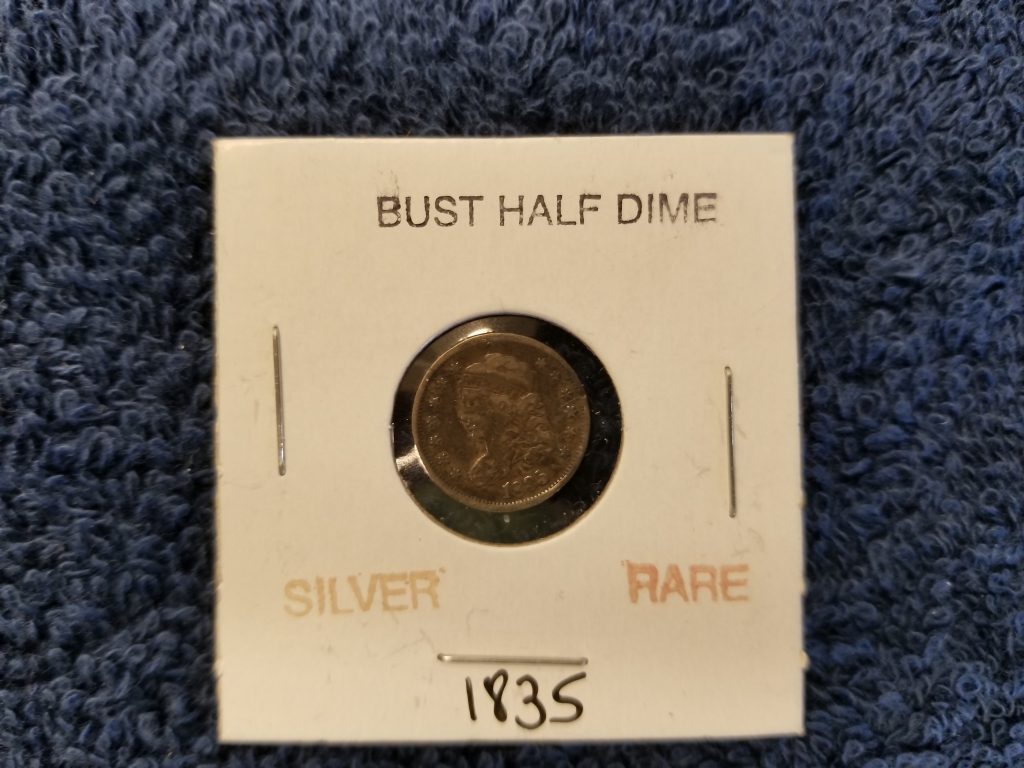 BUST HALF DIME
SILVER RARE
1835